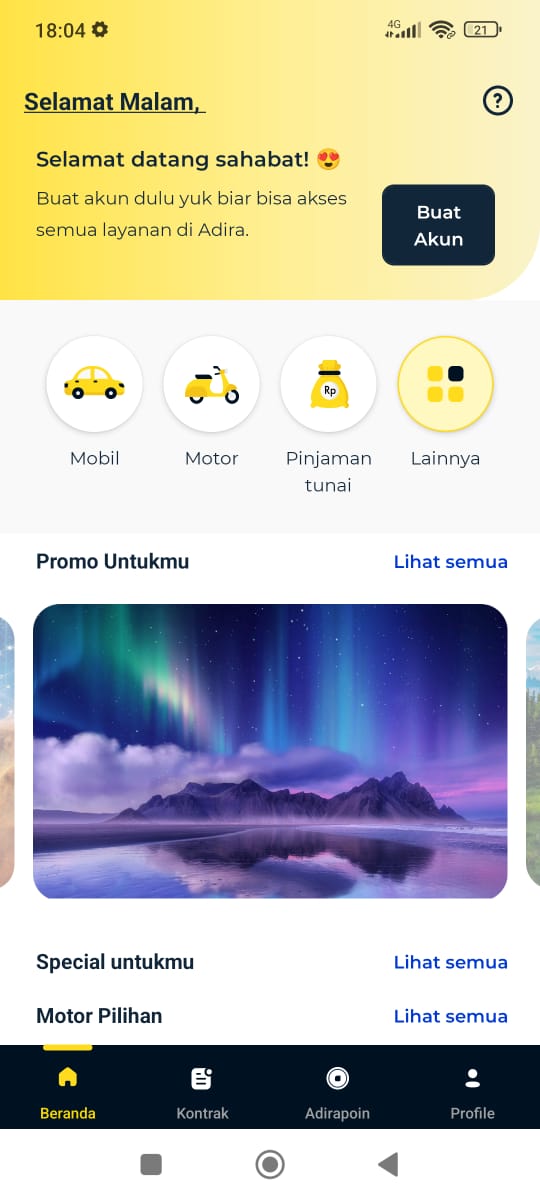 18:04
4G
21
Selamat Malam,
Selamat datang sahabat! 😍
Buat akun dulu yuk biar bisa akses
semua layanan di Adira.
Buat
Akun
Rp
Mobil
Motor
Pinjaman
tunai
Lainnya
Promo Untukmu
Lihat semua
Special untukmu
Lihat semua
Motor Pilihan
Lihat semua
Beranda
Kontrak
Adirapoin
Profile